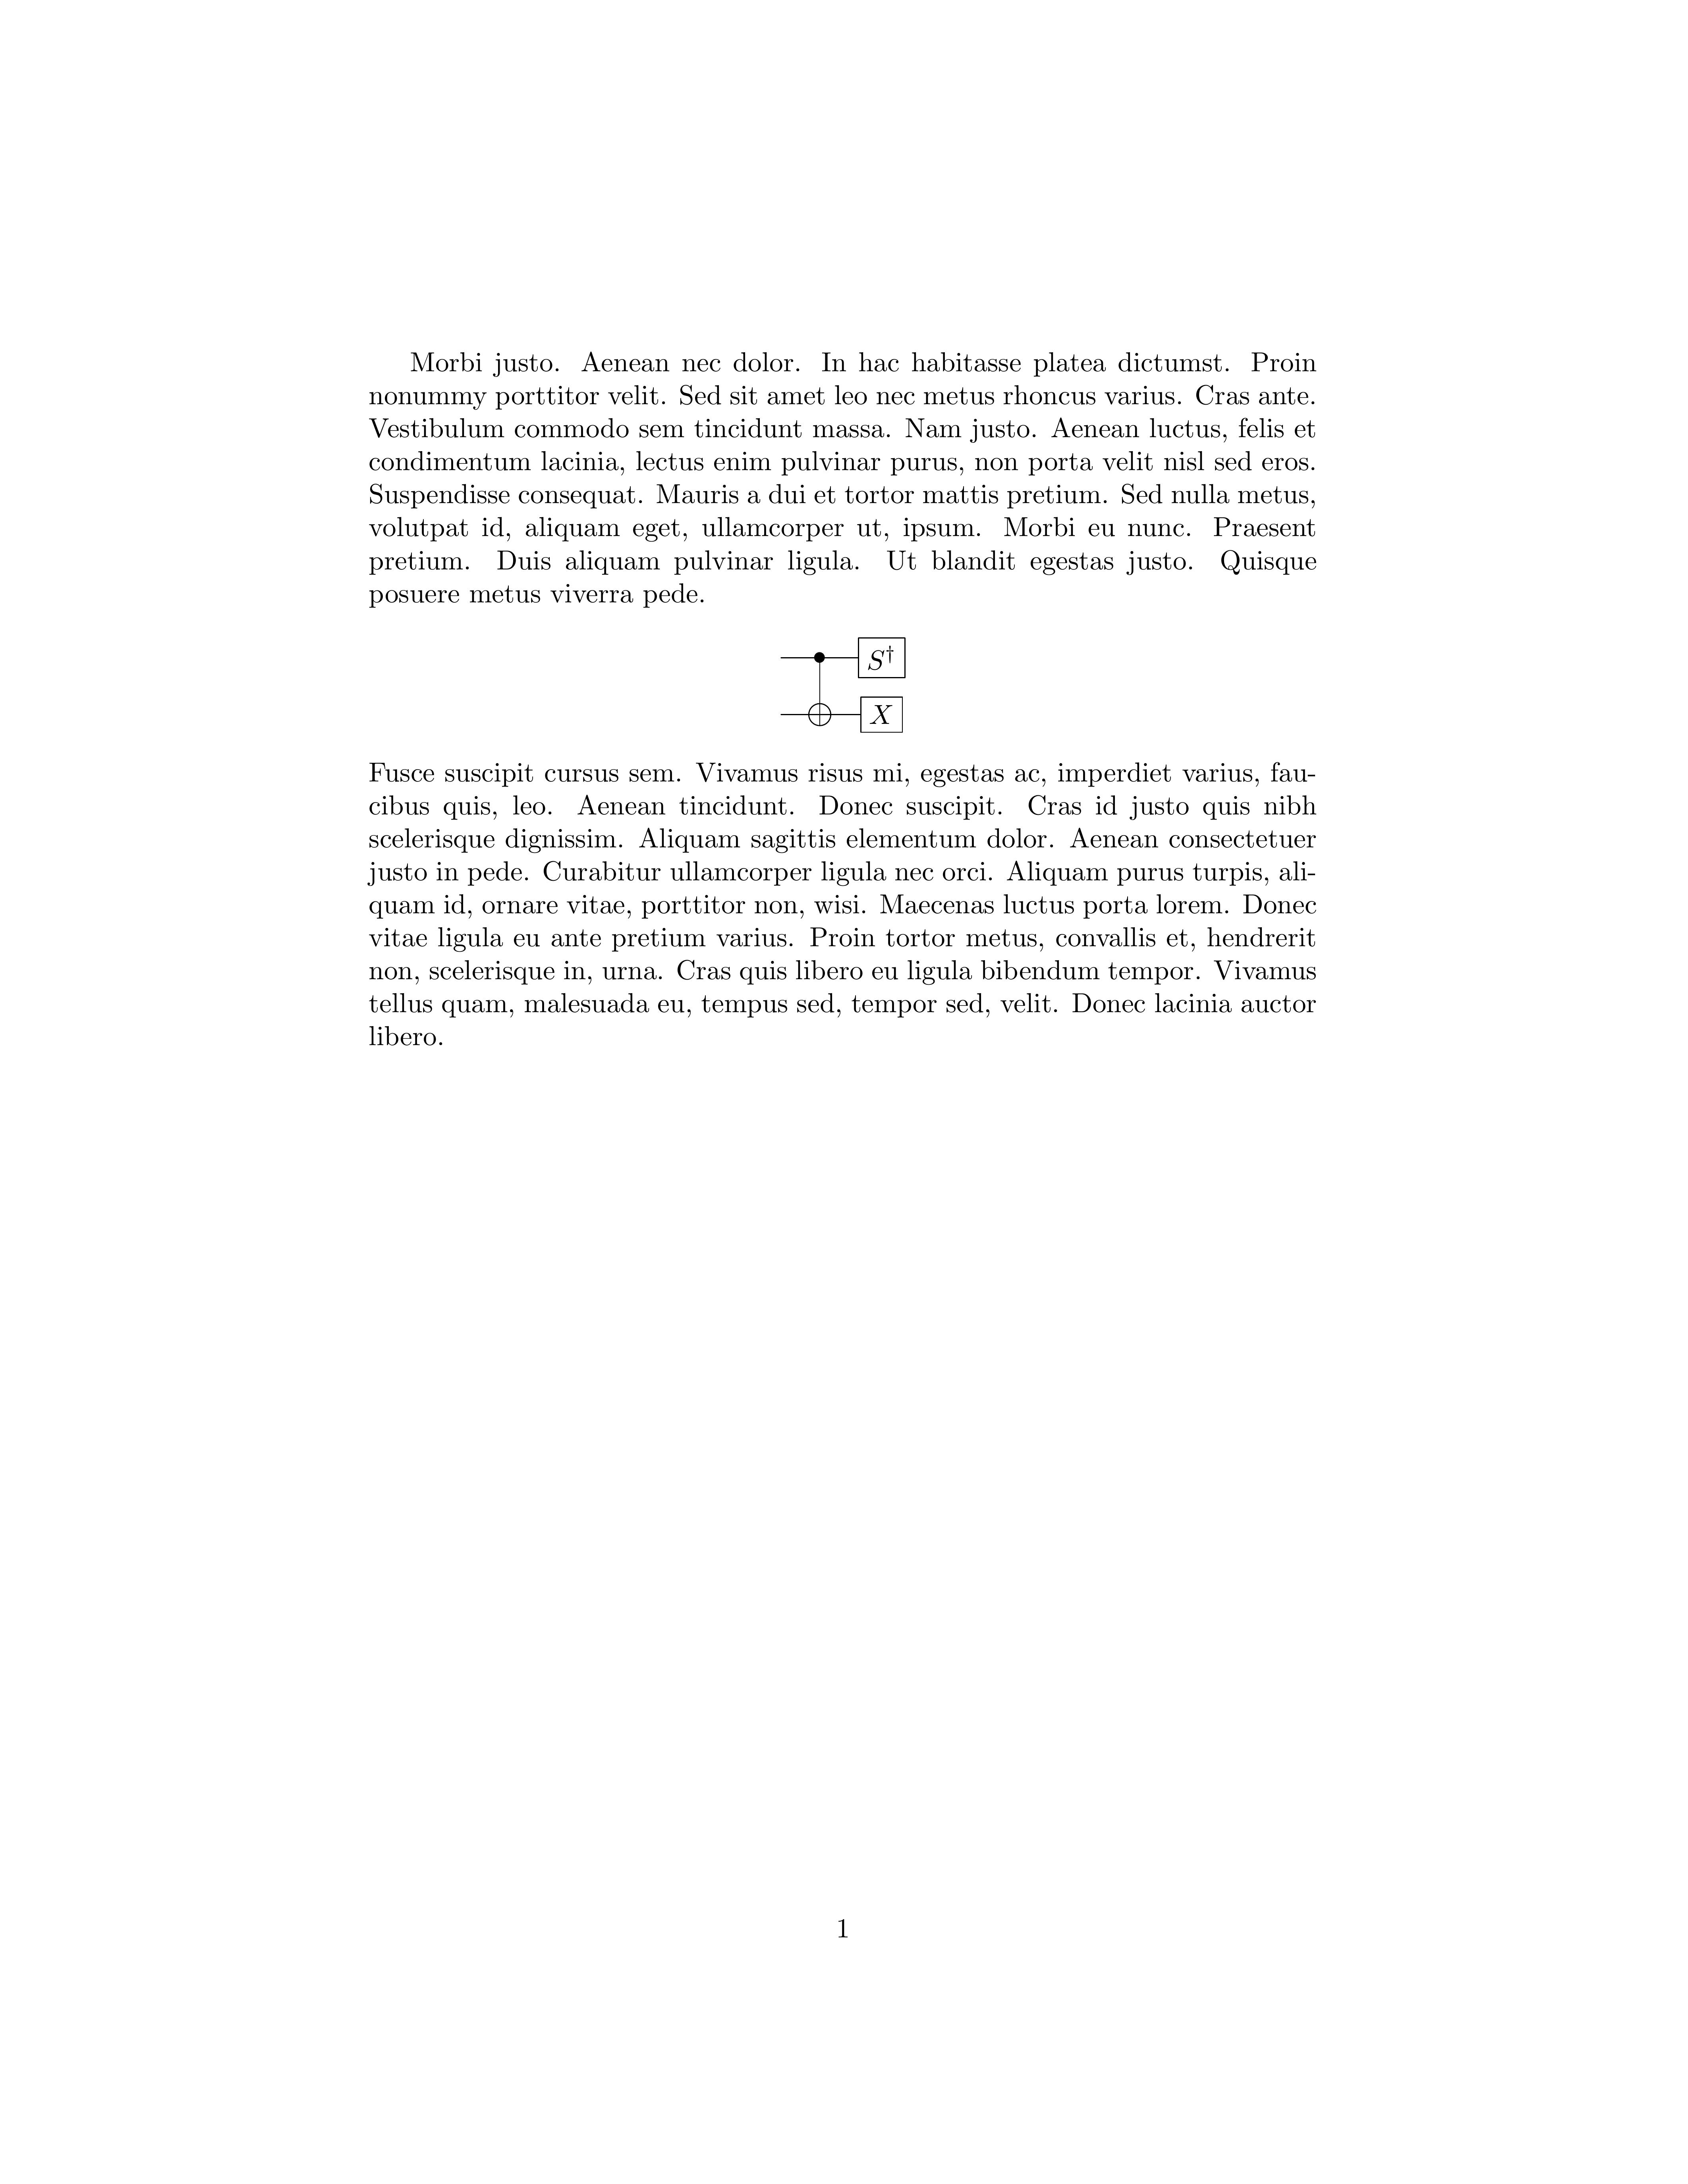 Morbi justo. Aenean nec dolor. In hac habitasse platea dictumst. Proin
nonummy porttitor velit. Sed sit amet leo nec metus rhoncus varius. Cras ante.
Vestibulum commodo sem tincidunt massa. Nam justo. Aenean luctus, felis et
condimentum lacinia, lectus enim pulvinar purus, non porta velit nisl sed eros.
Suspendisse consequat. Mauris a dui et tortor mattis pretium. Sed nulla metus,
volutpat id, aliquam eget, ullamcorper ut, ipsum. Morbi eu nunc. Praesent
pretium. Duis aliquam pulvinar ligula. Ut blandit egestas justo. Quisque
posuere metus viverra pede.
S†
X
Fusce suscipit cursus sem. Vivamus risus mi, egestas ac, imperdiet varius, fau-
cibus quis, leo. Aenean tincidunt. Donec suscipit. Cras id justo quis nibh
scelerisque dignissim. Aliquam sagittis elementum dolor. Aenean consectetuer
justo in pede. Curabitur ullamcorper ligula nec orci. Aliquam purus turpis, ali-
quam id, ornare vitae, porttitor non, wisi. Maecenas luctus porta lorem. Donec
vitae ligula eu ante pretium varius. Proin tortor metus, convallis et, hendrerit
non, scelerisque in, urna. Cras quis libero eu ligula bibendum tempor. Vivamus
tellus quam, malesuada eu, tempus sed, tempor sed, velit. Donec lacinia auctor
libero.
1